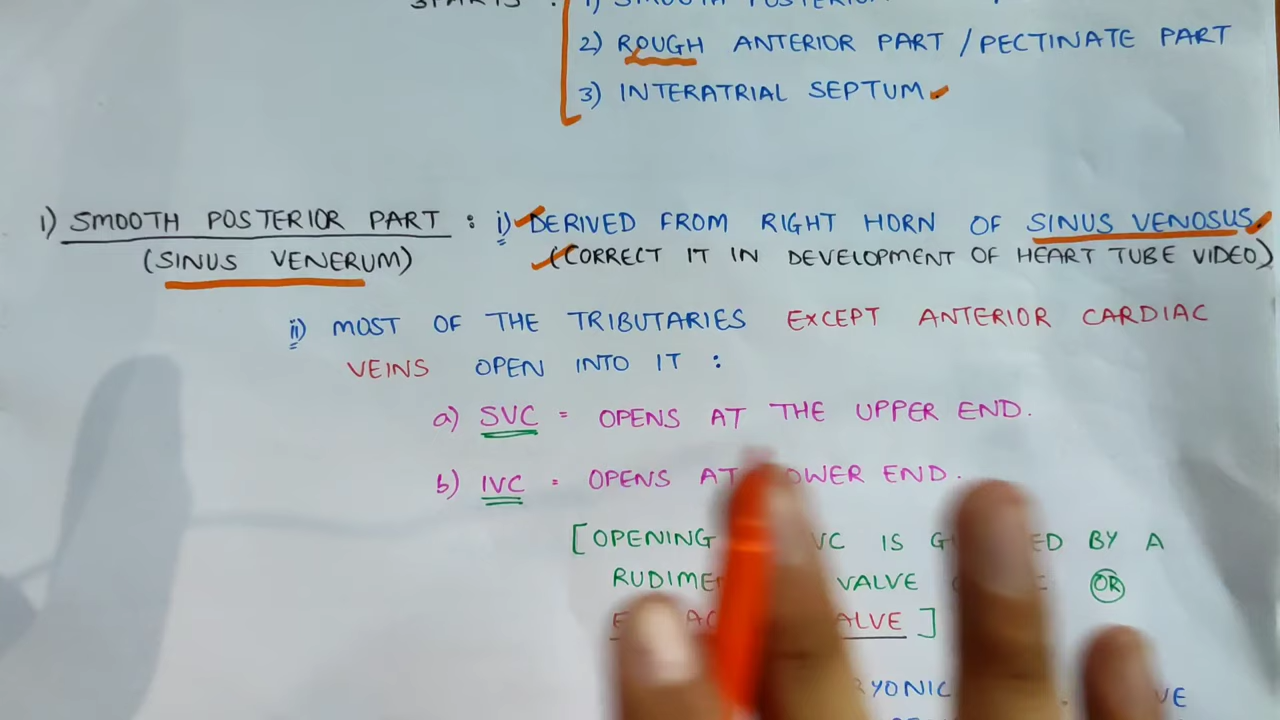 2) ROUGH ANTERIOR PART / PECTINATE PART
3) INTERATRIAL SEPTUM
1) SMOOTH POSTERIOR PART : i) DERIVED FROM RIGHT HORN OF SINUS VENOSUS.
(SINUS VENERUM) (CORRECT IT IN DEVELOPMENT OF HEART TUBE VIDEO)
ii) MOST OF THE TRIBUTARIES EXCEPT ANTERIOR CARDIAC
VEINS OPEN INTO IT :
a) SVC = OPENS AT THE UPPER END.
b) IVC = OPENS AT END.
[OPENING IS BY A
VALVE OR
]